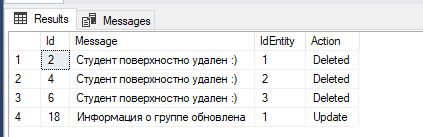 Results Messages
Id Message IdEntity Action
1 2 Студент поверхностно удален :) 1 Deleted
2 4 Студент поверхностно удален :) 2 Deleted
3 6 Студент поверхностно удален :) 3 Deleted
4 18 Информация о группе обновлена 1 Update